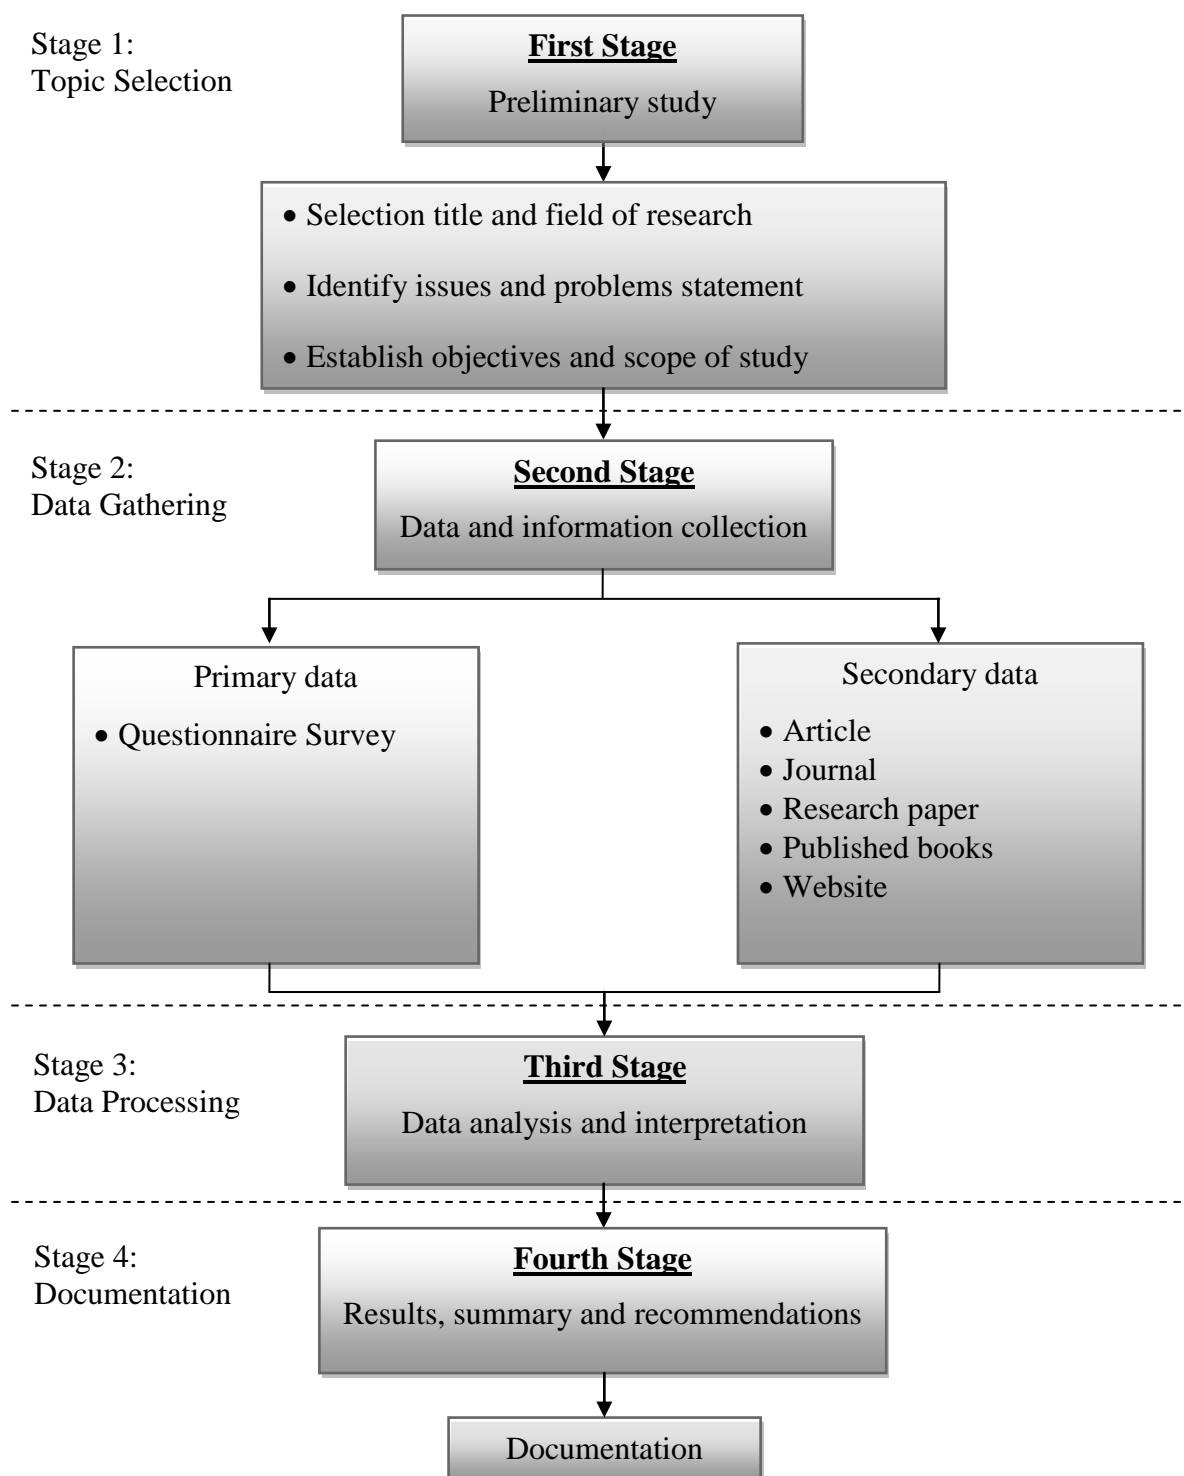 Stage 1:
Topic Selection
First Stage
Preliminary study
• Selection title and field of research
• Identify issues and problems statement
• Establish objectives and scope of study
Stage 2:
Data Gathering
Second Stage
Data and information collection
Primary data
• Questionnaire Survey
Secondary data
• Article
• Journal
• Research paper
• Published books
• Website
Stage 3:
Data Processing
Third Stage
Data analysis and interpretation
Stage 4:
Documentation
Fourth Stage
Results, summary and recommendations
Documentation